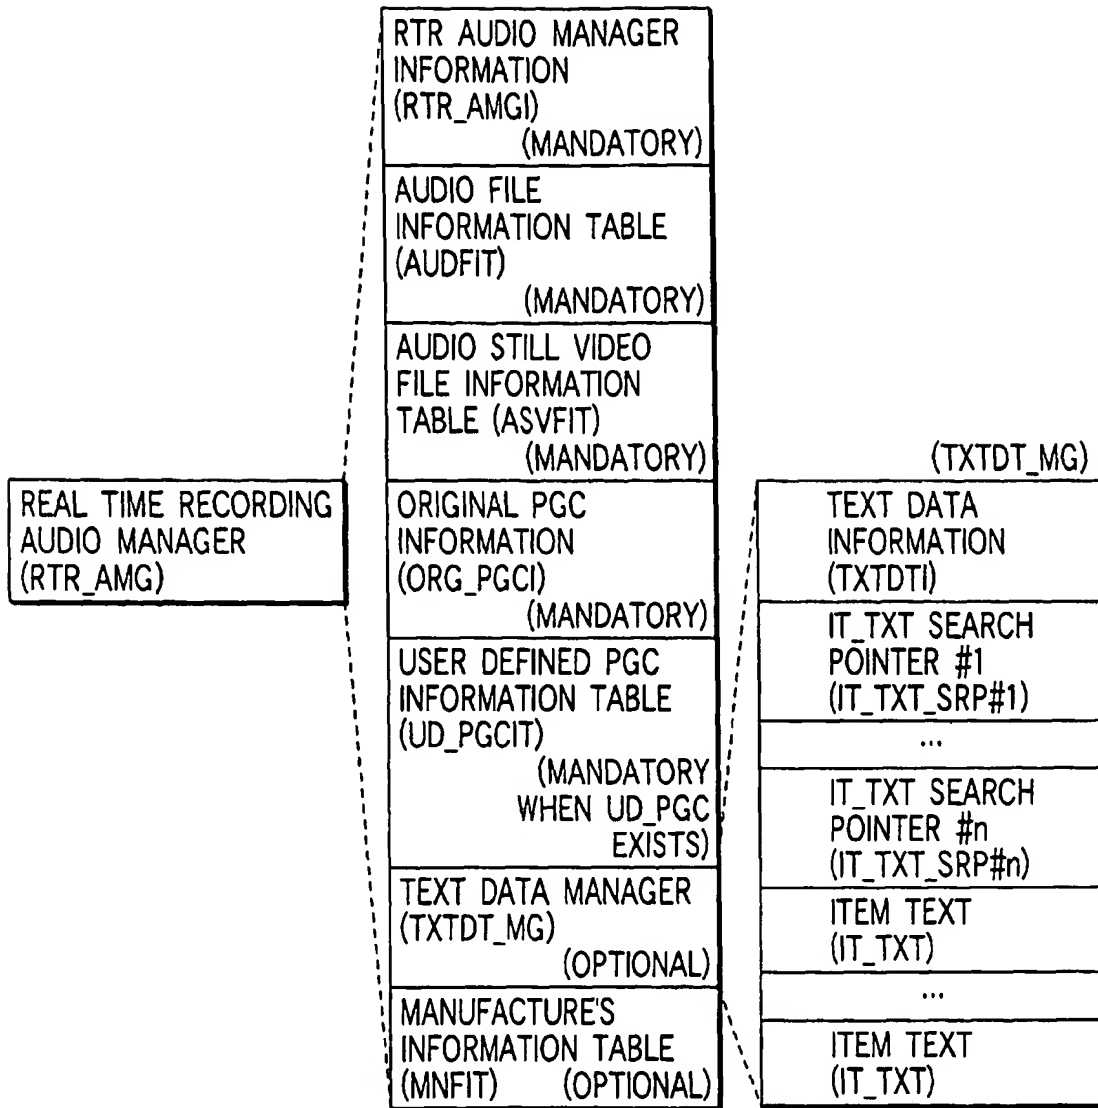 REAL TIME RECORDING
AUDIO MANAGER
(RTR_AMG)
RTR AUDIO MANAGER
INFORMATION
(RTR_AMGI)
(MANDATORY)
AUDIO FILE
INFORMATION TABLE
(AUDFIT)
(MANDATORY)
AUDIO STILL VIDEO
FILE INFORMATION
TABLE (ASVFIT)
(MANDATORY)
ORIGINAL PGC
INFORMATION
(ORG_PGCI)
(MANDATORY)
USER DEFINED PGC
INFORMATION TABLE
(UD_PGCIT)
(MANDATORY
WHEN UD_PGC
EXISTS)
TEXT DATA MANAGER
(TXTDT_MG)
(OPTIONAL)
MANUFACTURE'S
INFORMATION TABLE
(MNFIT) (OPTIONAL)
(TXTDT_MG)
TEXT DATA
INFORMATION
(TXTDTI)
IT_TXT SEARCH
POINTER #1
(IT_TXT_SRP#1)
...
IT_TXT SEARCH
POINTER #n
(IT_TXT_SRP#n)
ITEM TEXT
(IT_TXT)
...
ITEM TEXT
(IT_TXT)